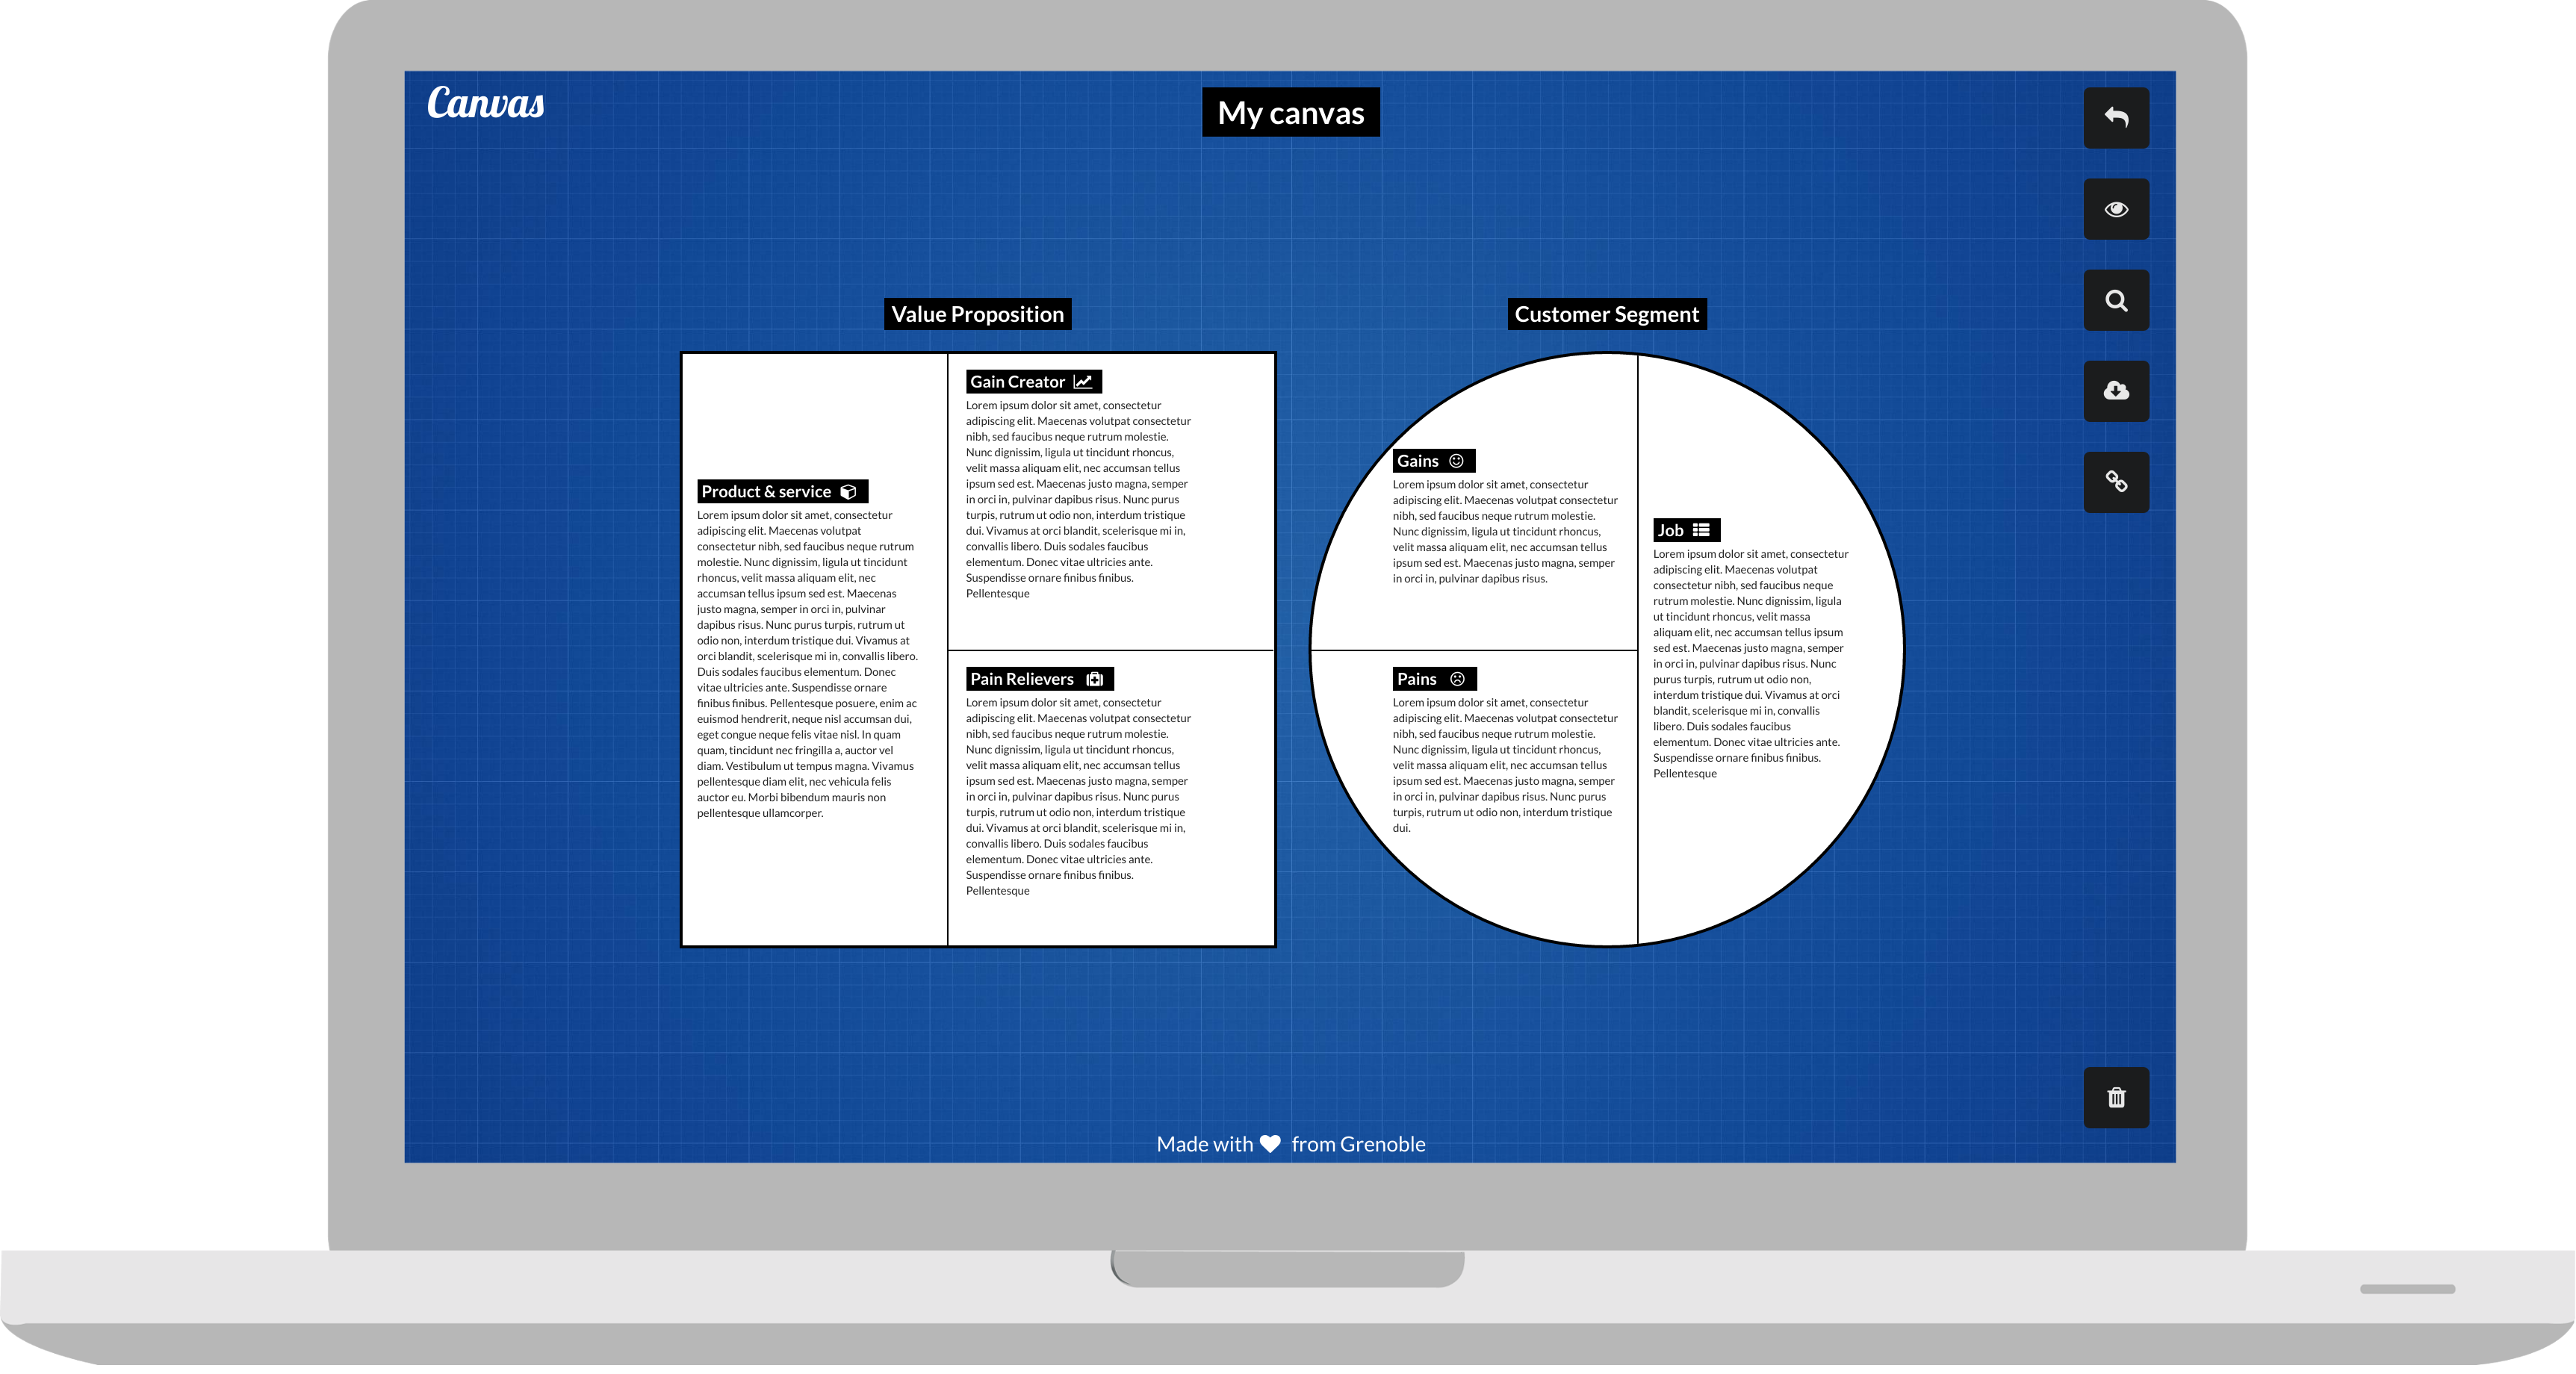 Canvas
My canvas
Value Proposition
Product & service
Lorem ipsum dolor sit amet, consectetur
adipiscing elit. Maecenas volutpat
consectetur nibh, sed faucibus neque rutrum
molestie. Nunc dignissim, ligula ut tincidunt
rhoncus, velit massa aliquam elit, nec
accumsan tellus ipsum sed est. Maecenas
justo magna, semper in orci in, pulvinar
dapibus risus. Nunc purus turpis, rutrum ut
odio non, interdum tristique dui. Vivamus at
orci blandit, scelerisque mi in, convallis libero.
Duis sodales faucibus elementum. Donec
vitae ultricies ante. Suspendisse ornare
finibus finibus. Pellentesque posuere, enim ac
euismod hendrerit, neque nisl accumsan dui,
eget congue neque felis vitae nisl. In quam
quam, tincidunt nec fringilla a, auctor vel
diam. Vestibulum ut tempus magna. Vivamus
pellentesque diam elit, nec vehicula felis
auctor eu. Morbi bibendum mauris non
pellentesque ullamcorper.
Gain Creator
Lorem ipsum dolor sit amet, consectetur
adipiscing elit. Maecenas volutpat consectetur
nibh, sed faucibus neque rutrum molestie.
Nunc dignissim, ligula ut tincidunt rhoncus,
velit massa aliquam elit, nec accumsan tellus
ipsum sed est. Maecenas justo magna, semper
in orci in, pulvinar dapibus risus. Nunc purus
turpis, rutrum ut odio non, interdum tristique
dui. Vivamus at orci blandit, scelerisque mi in,
convallis libero. Duis sodales faucibus
elementum. Donec vitae ultricies ante.
Suspendisse ornare finibus finibus.
Pellentesque
Pain Relievers
Lorem ipsum dolor sit amet, consectetur
adipiscing elit. Maecenas volutpat consectetur
nibh, sed faucibus neque rutrum molestie.
Nunc dignissim, ligula ut tincidunt rhoncus,
velit massa aliquam elit, nec accumsan tellus
ipsum sed est. Maecenas justo magna, semper
in orci in, pulvinar dapibus risus. Nunc purus
turpis, rutrum ut odio non, interdum tristique
dui. Vivamus at orci blandit, scelerisque mi in,
convallis libero. Duis sodales faucibus
elementum. Donec vitae ultricies ante.
Suspendisse ornare finibus finibus.
Pellentesque
Customer Segment
Gains
Lorem ipsum dolor sit amet, consectetur
adipiscing elit. Maecenas volutpat consectetur
nibh, sed faucibus neque rutrum molestie.
Nunc dignissim, ligula ut tincidunt rhoncus,
velit massa aliquam elit, nec accumsan tellus
ipsum sed est. Maecenas justo magna, semper
in orci in, pulvinar dapibus risus.
Pains
Lorem ipsum dolor sit amet, consectetur
adipiscing elit. Maecenas volutpat consectetur
nibh, sed faucibus neque rutrum molestie.
Nunc dignissim, ligula ut tincidunt rhoncus,
velit massa aliquam elit, nec accumsan tellus
ipsum sed est. Maecenas justo magna, semper
in orci in, pulvinar dapibus risus. Nunc purus
turpis, rutrum ut odio non, interdum tristique
dui.
Job
Lorem ipsum dolor sit amet, consectetur
adipiscing elit. Maecenas volutpat
consectetur nibh, sed faucibus neque
rutrum molestie. Nunc dignissim, ligula
ut tincidunt rhoncus, velit massa
aliquam elit, nec accumsan tellus ipsum
sed est. Maecenas justo magna, semper
in orci in, pulvinar dapibus risus. Nunc
purus turpis, rutrum ut odio non,
interdum tristique dui. Vivamus at orci
blandit, scelerisque mi in, convallis
libero. Duis sodales faucibus
elementum. Donec vitae ultricies ante.
Suspendisse ornare finibus finibus.
Pellentesque
Made with ♥ from Grenoble